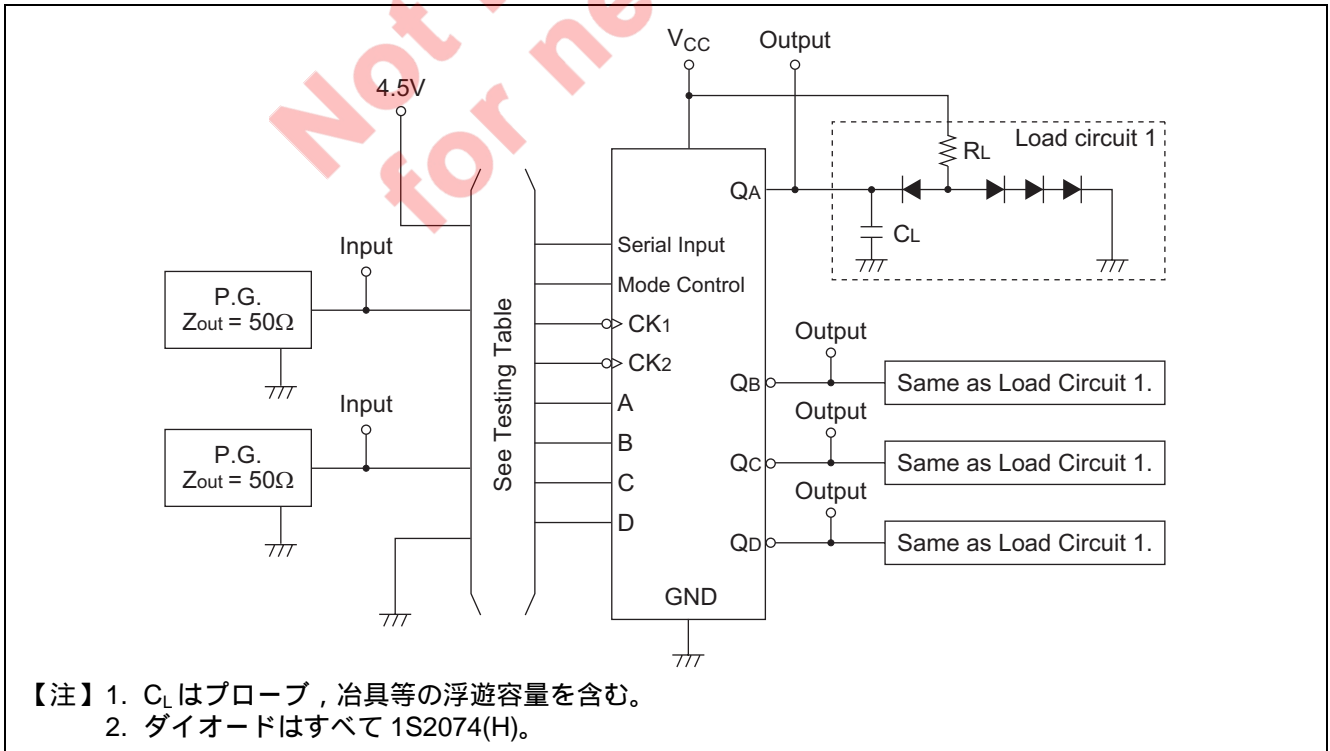 Not
for ne
VCC
Output
4.5V
Load circuit 1
RL
QA
CL
Input
P.G.
Zout = 50Ω
Input
P.G.
Zout = 50Ω
See Testing Table
Serial Input
Mode Control
CK1
CK2
A
B
C
D
GND
Output
QB
Same as Load Circuit 1.
Output
QC
Same as Load Circuit 1.
Output
QD
Same as Load Circuit 1.
【注】1. CLはプローブ，冶具等の浮遊容量を含む。
2. ダイオードはすべて 1S2074(H)。